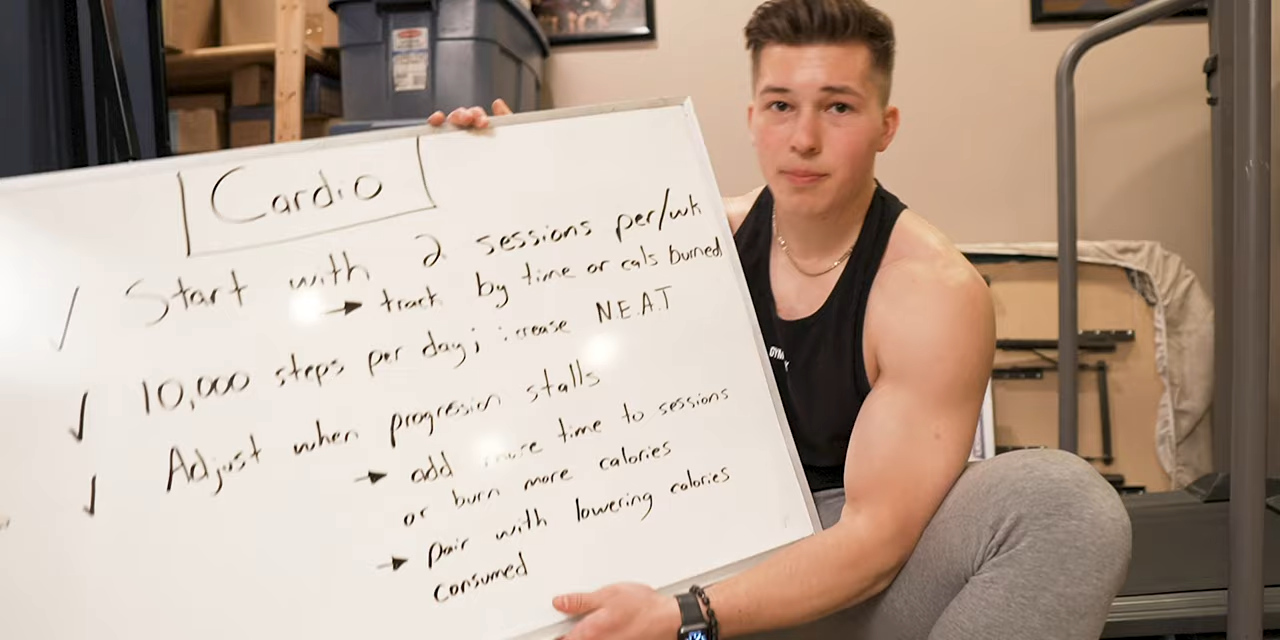 Cardio
Start with 2 sessions per/wk
→ track by time or cals burned
10,000 steps per day; increase N.E.A.T
Adjust when progression stalls
→ add more time to sessions
or burn more calories
→ pair with lowering calories
consumed